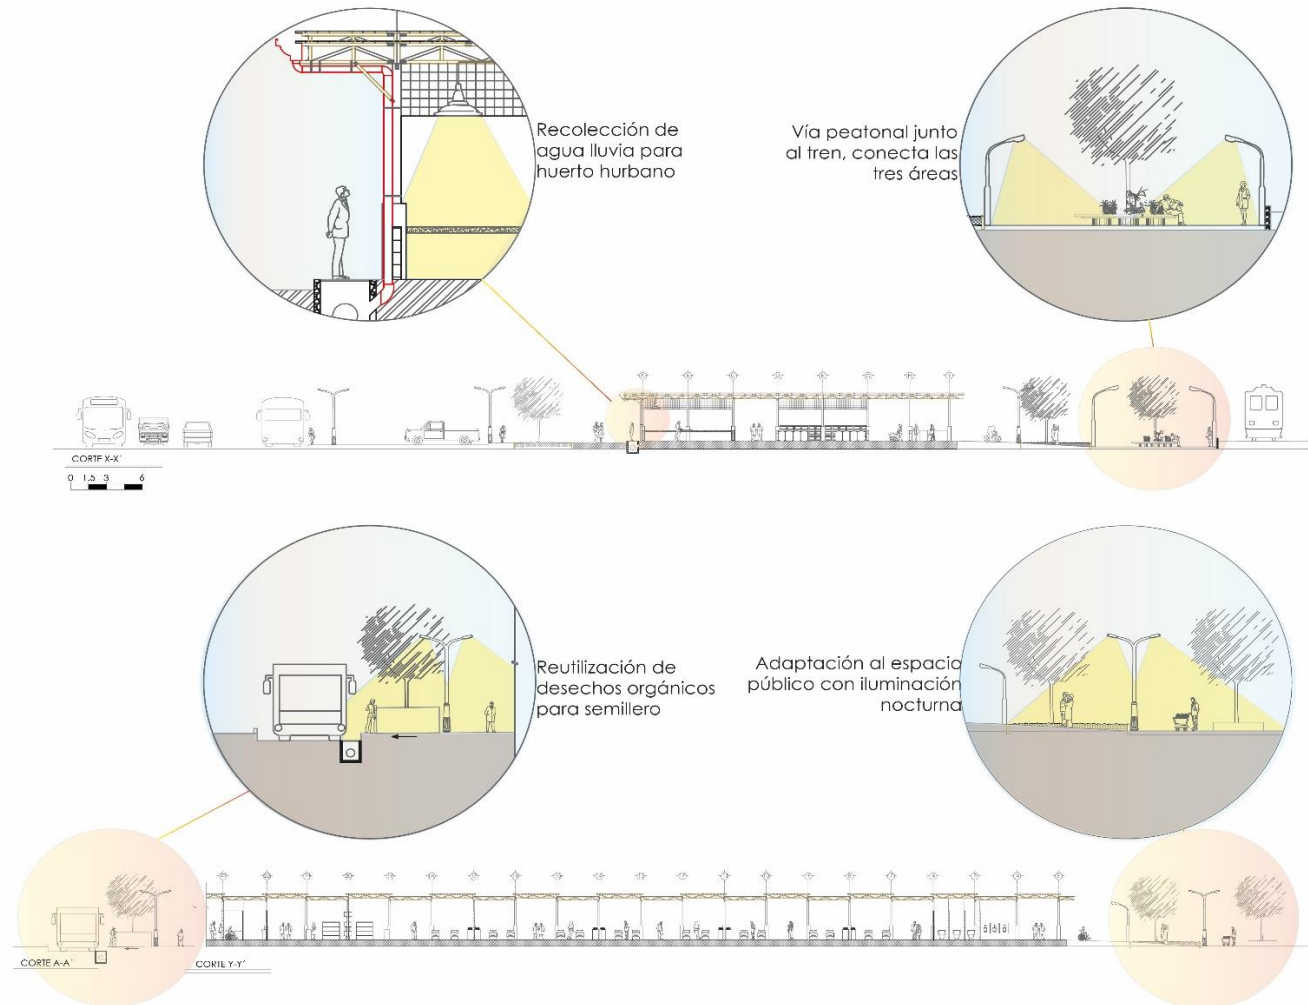 Recolección de
agua lluvia para
huerto hurbano
Vía peatonal junto
al tren, conecta las
tres áreas
CORTE X-X´
0 1.5 3 6
Reutilización de
desechos orgánicos
para semillero
Adaptación al espacio
público con iluminación
nocturna
CORTE A-A´
CORTE Y-Y´